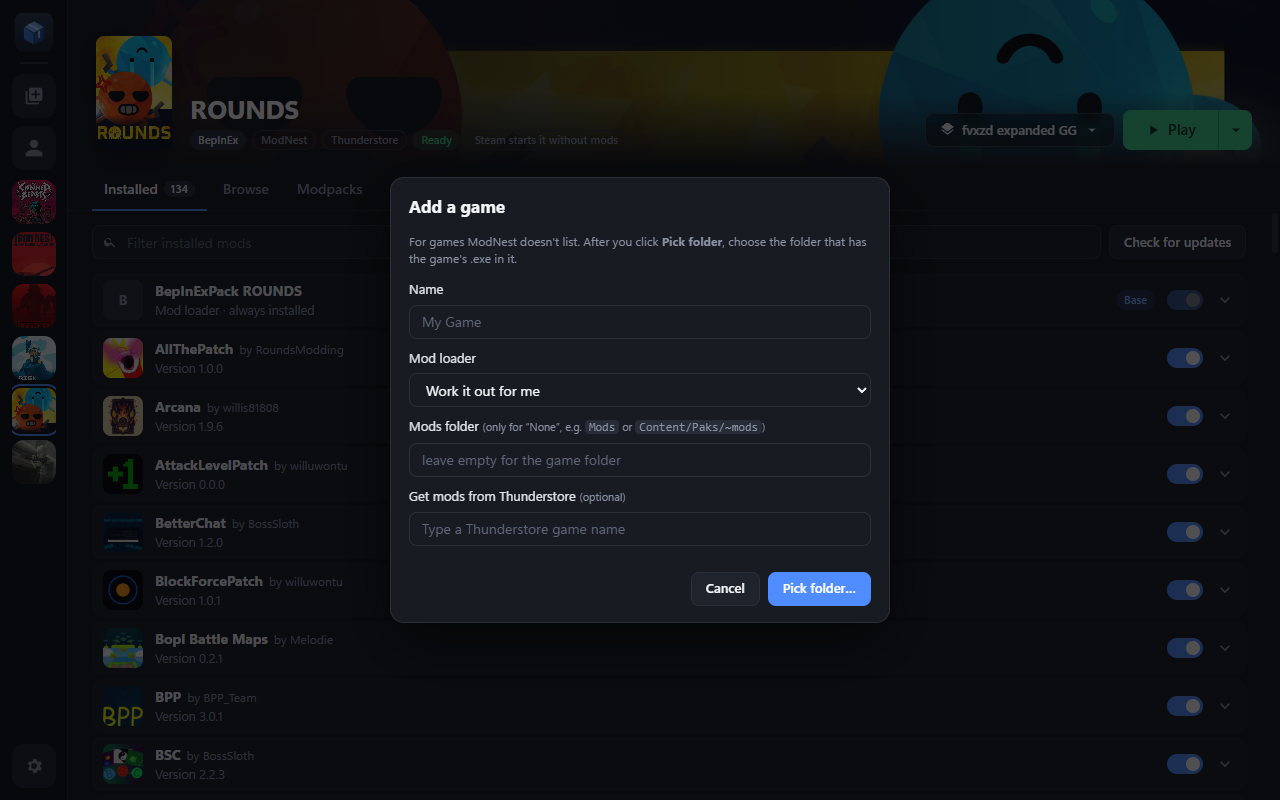 ROUNDS
ROUNDS
BepInEx
ModNest
Thunderstore
Ready
Steam starts it without mods
fvxzd expanded GG
Play
Installed 134
Browse
Modpacks
Filter installed mods
Check for updates
B
BepInExPack ROUNDS
Mod loader · always installed
Base
AllThePatch by RoundsModding
Version 1.0.0
Arcana by willis81808
Version 1.9.6
+1
AttackLevelPatch by willuwontu
Version 0.0.0
BetterChat by BossSloth
Version 1.2.0
BlockForcePatch by willuwontu
Version 1.0.1
Bopl Battle Maps by Melodie
Version 0.2.1
BPP
BPP by BPP_Team
Version 3.0.1
BSC by BossSloth
Version 2.2.3
Add a game
For games ModNest doesn't list. After you click Pick folder, choose the folder that has
the game's .exe in it.
Name
My Game
Mod loader
Work it out for me
Mods folder (only for "None", e.g. Mods or Content/Paks/~mods)
leave empty for the game folder
Get mods from Thunderstore (optional)
Type a Thunderstore game name
Cancel
Pick folder...